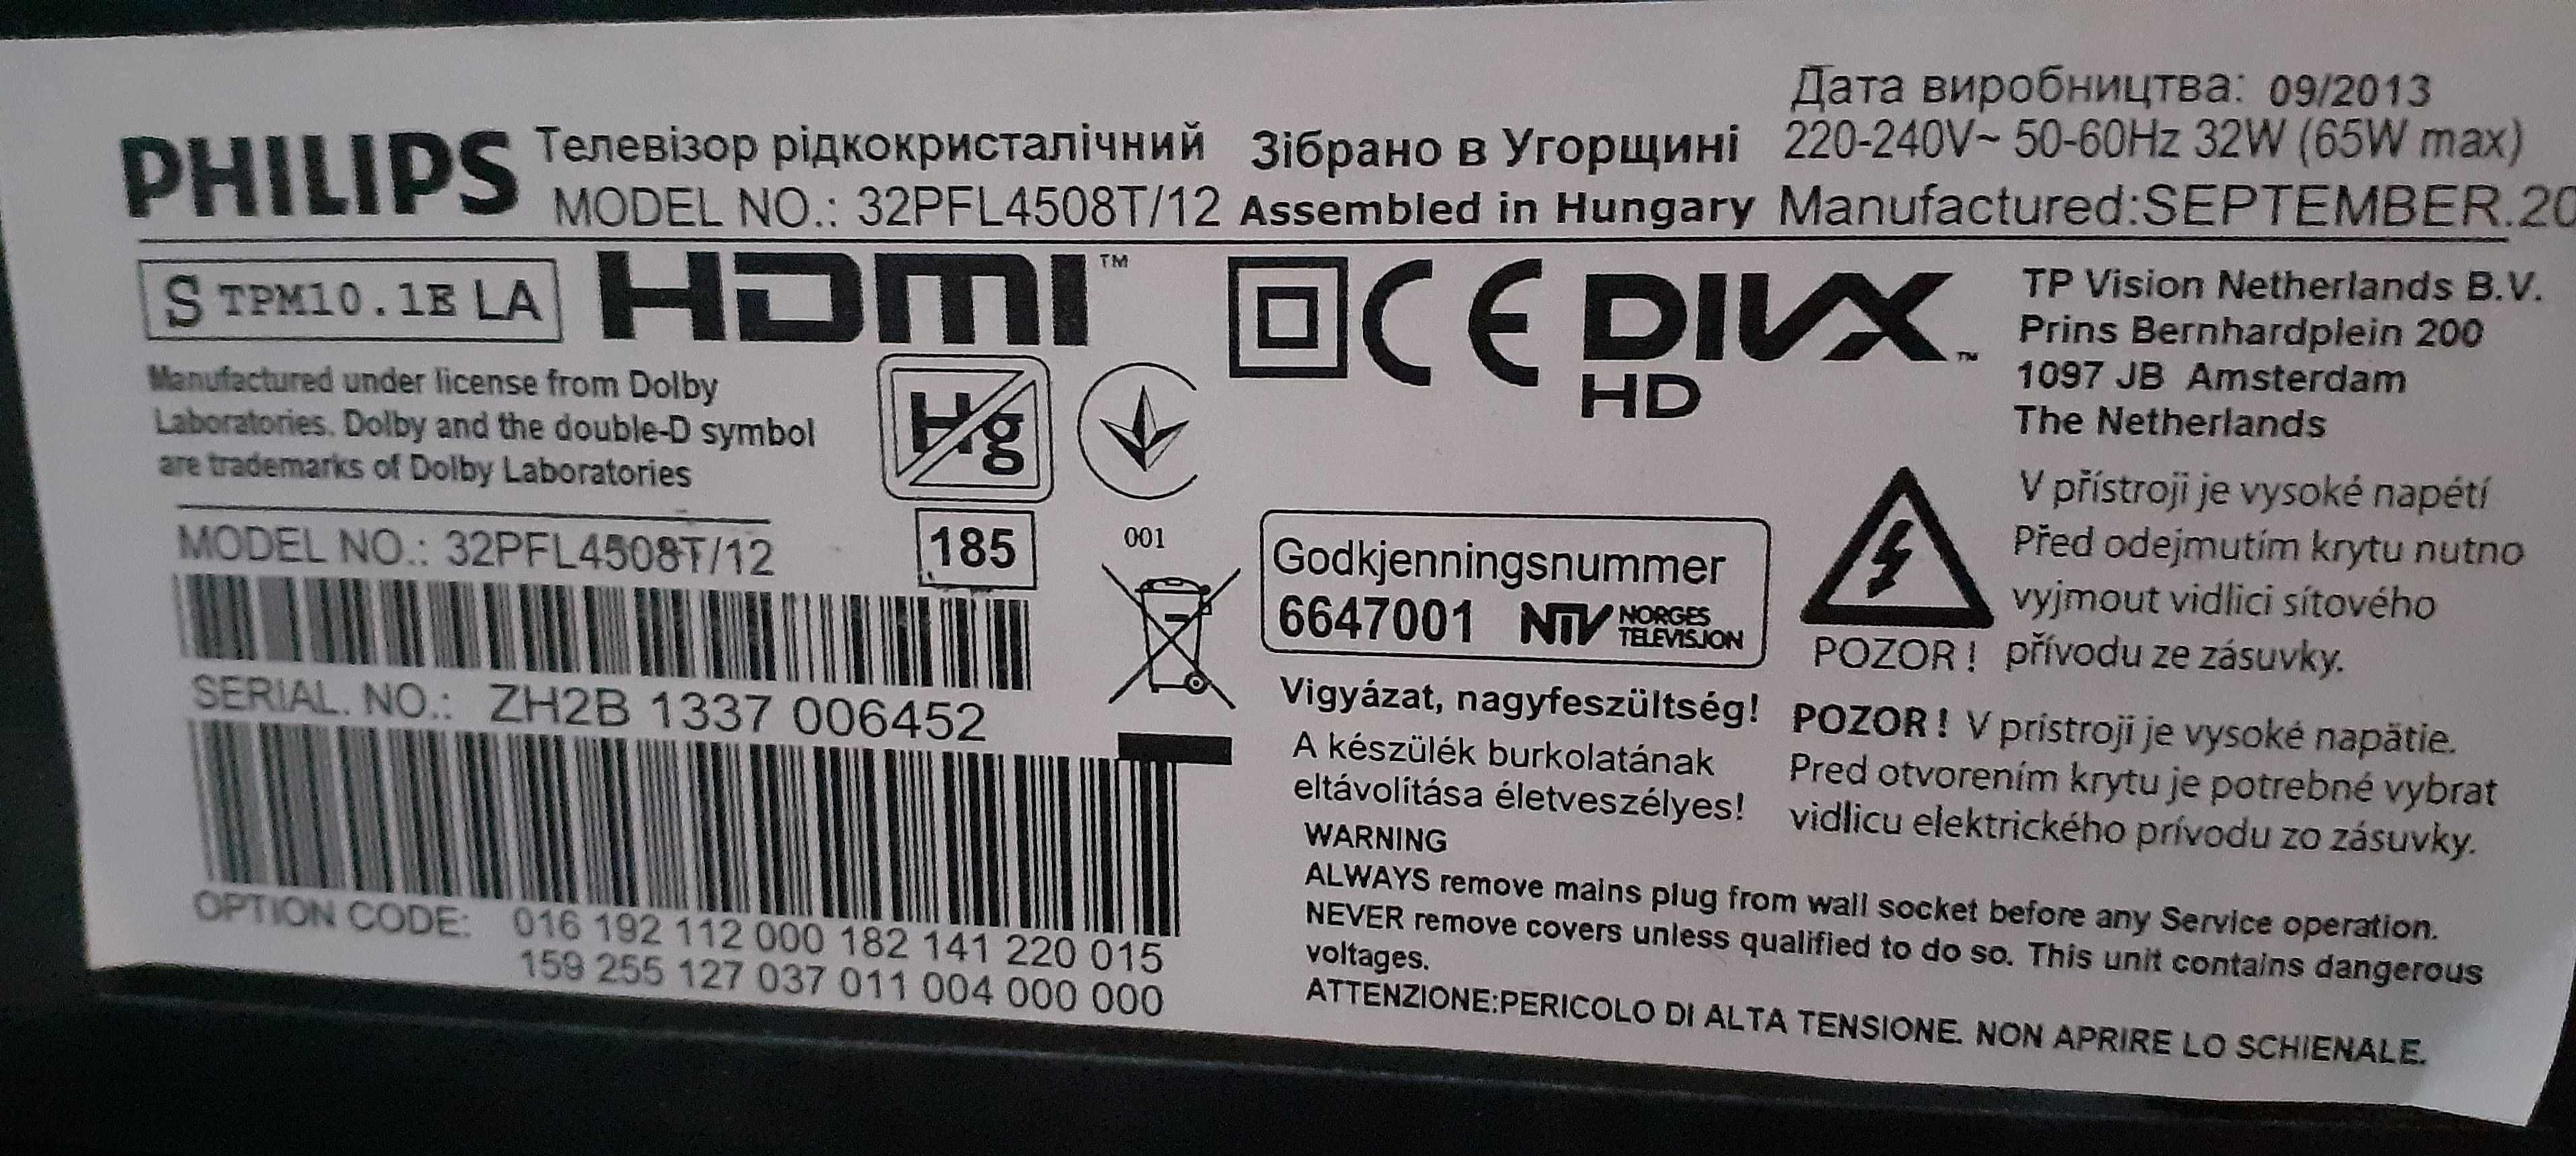 Дата виробництва: 09/2013
PHILIPS Телевізор рідкокристалічний Зібрано в Угорщині 220-240V~ 50-60Hz 32W (65W max)
MODEL NO.: 32PFL4508T/12 Assembled in Hungary Manufactured:SEPTEMBER.20
S TPM10.1E LA HDMI™ CE DIVX™
HD
TP Vision Netherlands B.V.
Prins Bernhardplein 200
1097 JB Amsterdam
The Netherlands
Manufactured under license from Dolby
Laboratories. Dolby and the double-D symbol
are trademarks of Dolby Laboratories
Hg
MODEL NO.: 32PFL4508T/12
185
001
SERIAL. NO.: ZH2B 1337 006452
OPTION CODE: 016 192 112 000 182 141 220 015
159 255 127 037 011 004 000 000
Godkjenningsnummer
6647001 NTV NORGES
TELEVISJON
V přístroji je vysoké napétí
Před odejmutím krytu nutno
vyjmout vidlici sítového
POZOR ! přívodu ze zásuvky.
Vigyázat, nagyfeszültség!
A készülék burkolatának
eltávolítása életveszélyes!
POZOR ! V prístroji je vysoké napätie.
Pred otvorením krytu je potrebné vybrat
vidlicu elektrického prívodu zo zásuvky.
WARNING
ALWAYS remove mains plug from wall socket before any Service operation.
NEVER remove covers unless qualified to do so. This unit contains dangerous
voltages.
ATTENZIONE:PERICOLO DI ALTA TENSIONE. NON APRIRE LO SCHIENALE.